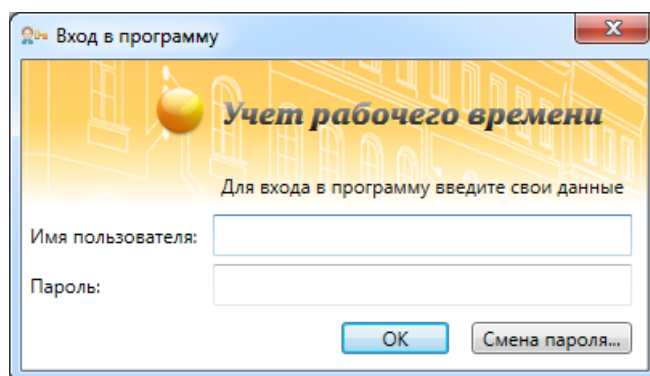 Вход в программу
Учет рабочего времени
Для входа в программу введите свои данные
Имя пользователя:
Пароль:
OK
Смена пароля...